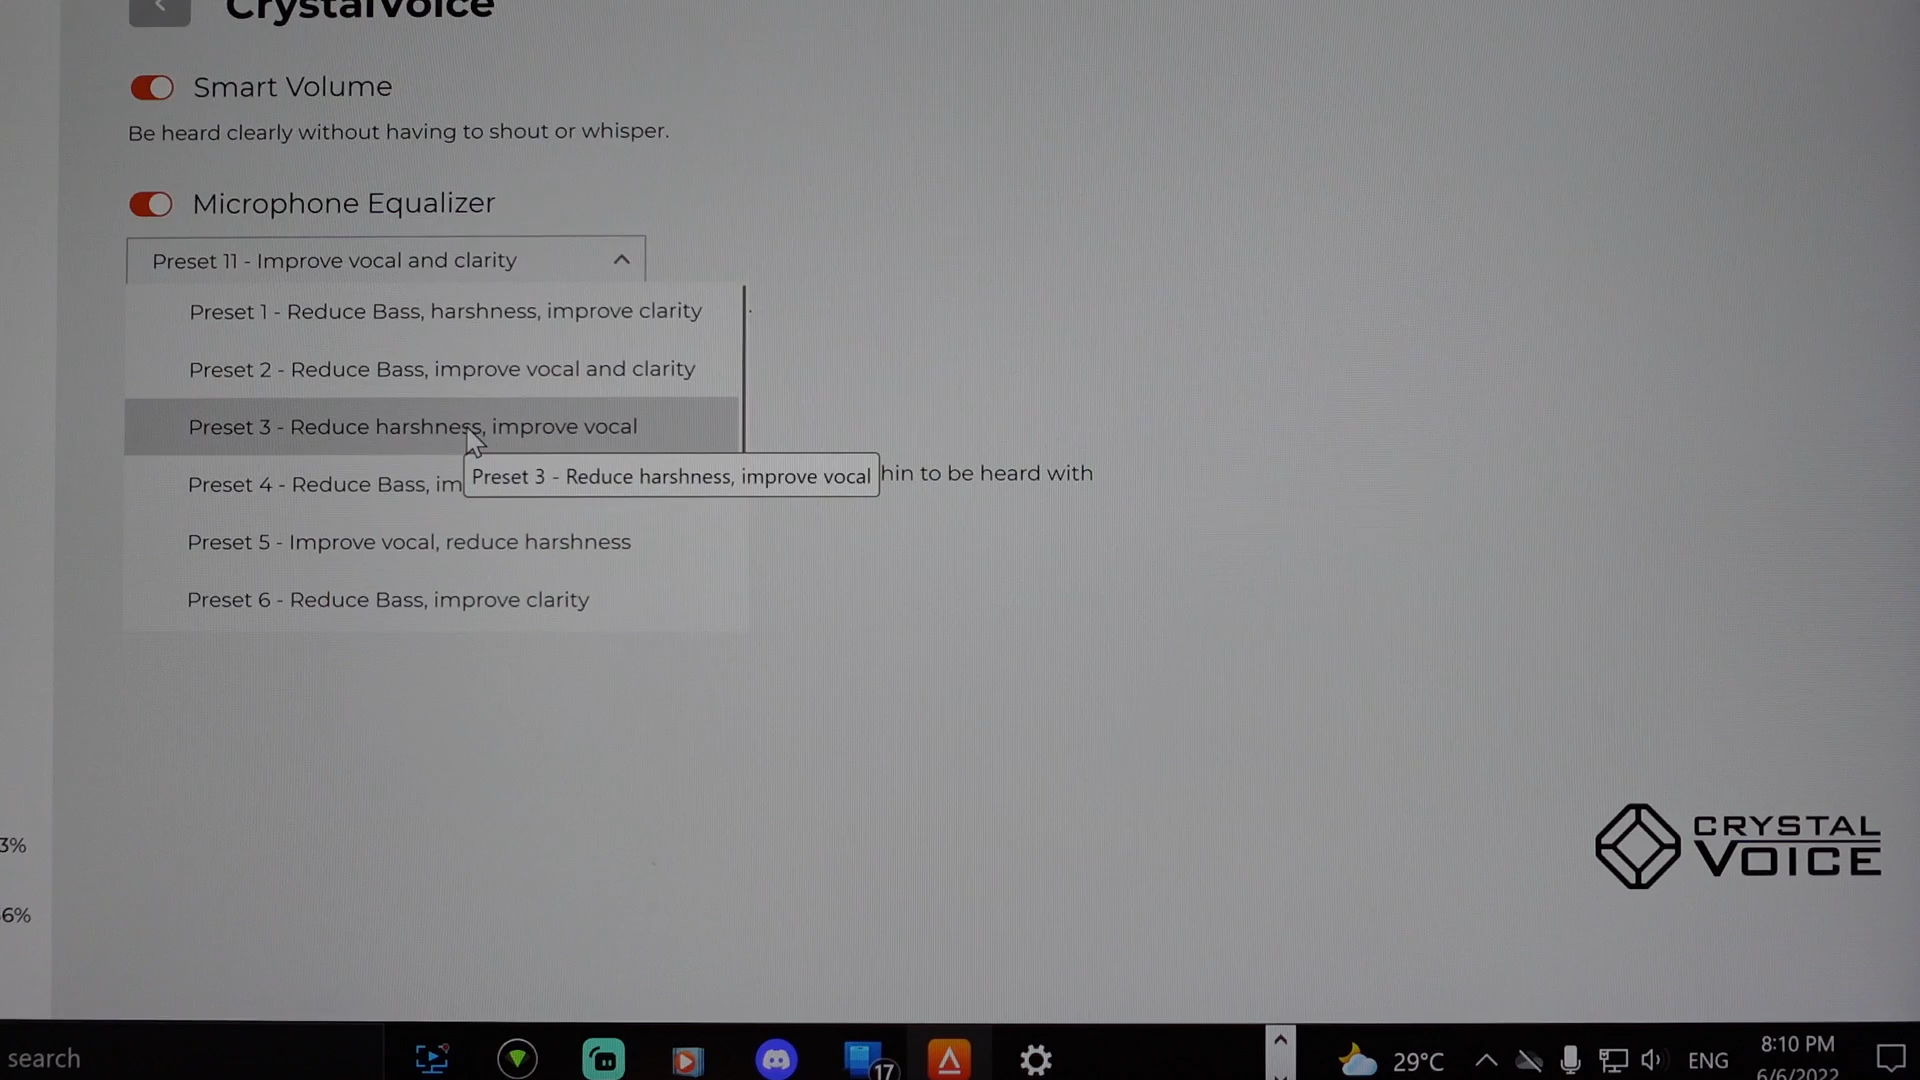 CrystalVoice
Smart Volume
Be heard clearly without having to shout or whisper.
Microphone Equalizer
Preset 11 - Improve vocal and clarity
Preset 1 - Reduce Bass, harshness, improve clarity
Preset 2 - Reduce Bass, improve vocal and clarity
Preset 3 - Reduce harshness, improve vocal
Preset 3 - Reduce harshness, improve vocal hin to be heard with
Preset 4 - Reduce Bass, im
Preset 5 - Improve vocal, reduce harshness
Preset 6 - Reduce Bass, improve clarity
3%
6%
CRYSTAL
VOICE
search
17
29°C
ENG
8:10 PM
6/6/2022